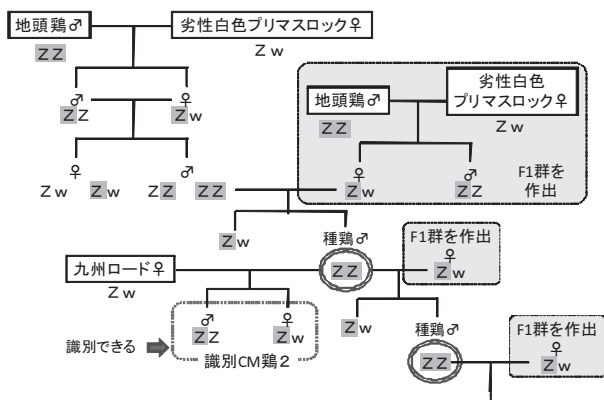 地頭鶏♂
劣性白色プリマスロック♀
ZZ
Zw
♂ ♀
ZZ Zw
♀ ♂
Zw Zw ZZ ZZ
劣性白色
プリマスロック♀
地頭鶏♂
ZZ
Zw
♀ ♂
Zw ZZ
F1群を
作出
Zw
種鶏♂
ZZ
F1群を作出
♀
Zw
九州ロード♀
Zw
♂ ♀
ZZ Zw
識別できる
識別CM鶏2
Zw
種鶏♂
ZZ
F1群を作出
♀
Zw